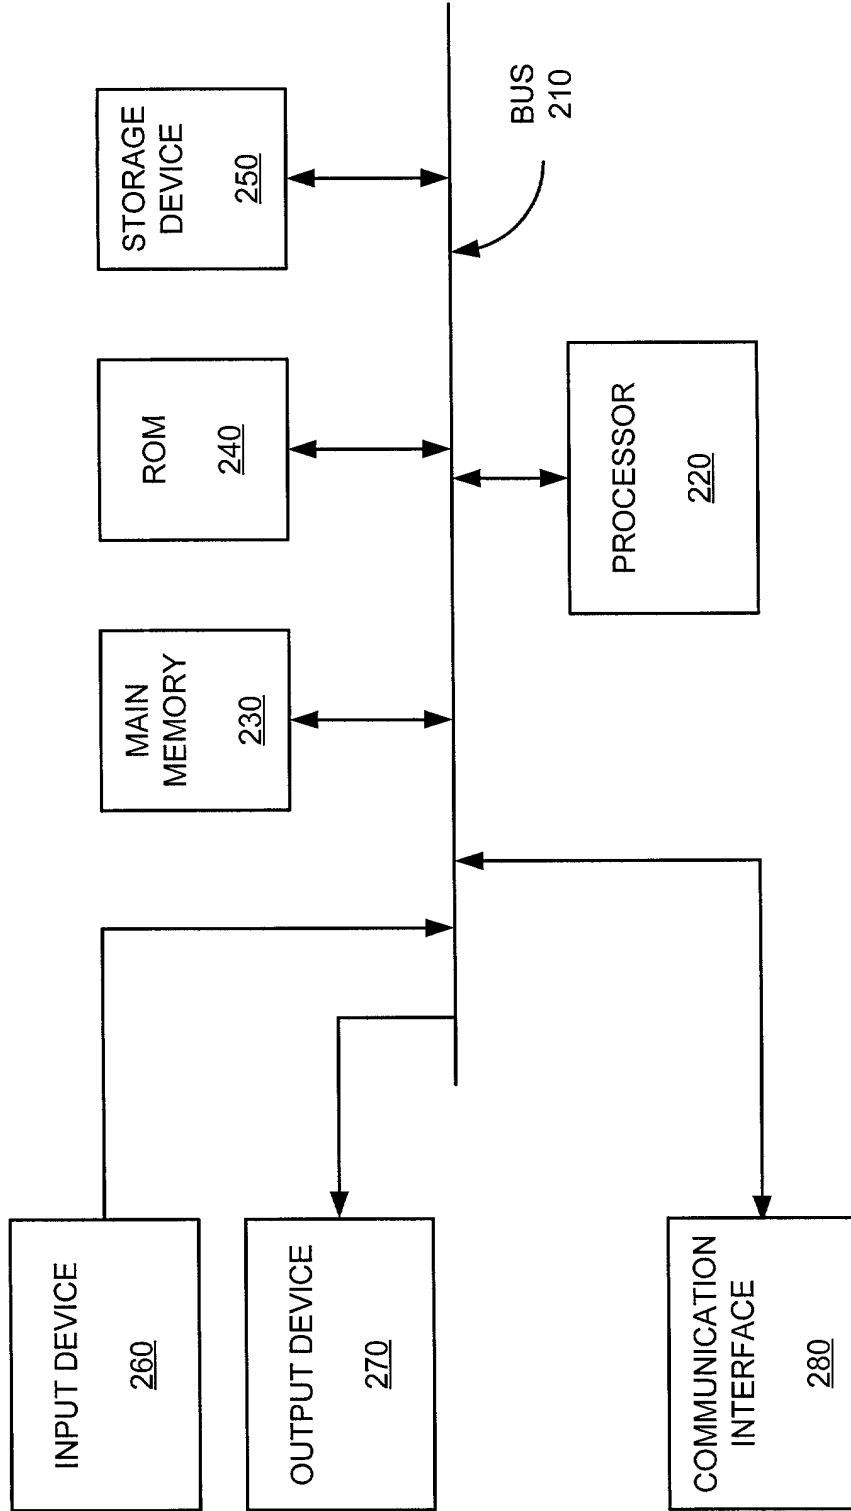 INPUT DEVICE
260
OUTPUT DEVICE
270
COMMUNICATION
INTERFACE
280
MAIN
MEMORY
230
ROM
240
STORAGE
DEVICE
250
PROCESSOR
220
BUS
210